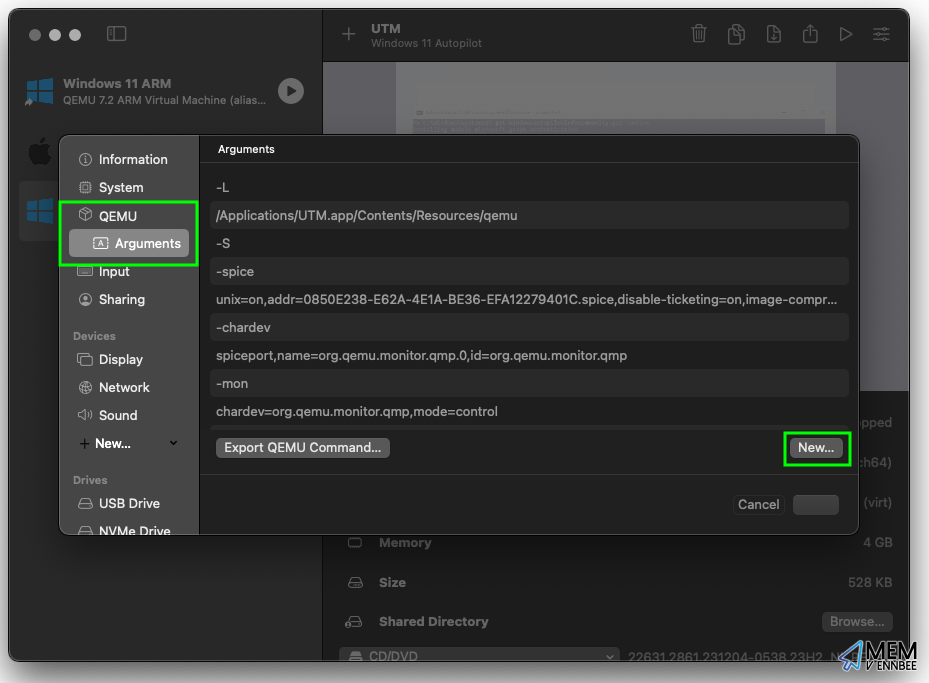 UTM
Windows 11 Autopilot
Windows 11 ARM
QEMU 7.2 ARM Virtual Machine (alias...
Information
System
QEMU
A
Arguments
Input
Sharing
Devices
Display
Network
Sound
New...
Drives
USB Drive
NVMe Drive
Arguments
-L
/Applications/UTM.app/Contents/Resources/qemu
-S
-spice
unix=on,addr=0850E238-E62A-4E1A-BE36-EFA12279401C.spice,disable-ticketing=on,image-compr...
-chardev
spiceport,name=org.qemu.monitor.qmp.0,id=org.qemu.monitor.qmp
-mon
chardev=org.qemu.monitor.qmp,mode=control
Export QEMU Command...
New...
Cancel
opped
ch64)
(virt)
Memory
4 GB
Size
528 KB
Shared Directory
Browse...
CD/DVD
22631.2861.231204-0538.23H2
MEM
VENNBEE